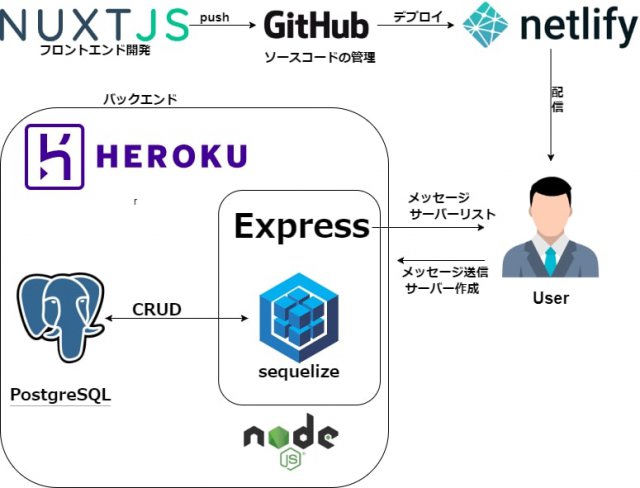 NUXTJS
push
GitHub
デプロイ
netlify
フロントエンド開発
ソースコードの管理
配
信
バックエンド
HEROKU
r
Express
メッセージ
サーバーリスト
メッセージ送信
サーバー作成
User
CRUD
sequelize
PostgreSQL
node
JS